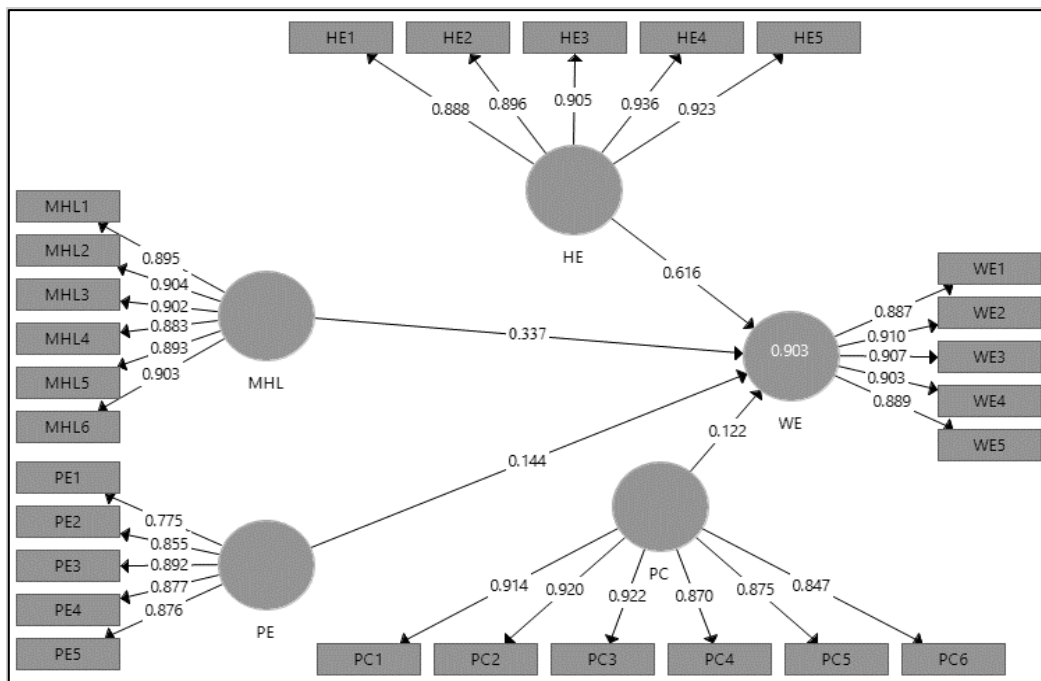 HE1 HE2 HE3 HE4 HE5
0.888 0.896 0.905 0.936 0.923
HE
0.616
MHL1
MHL2
MHL3
MHL4
MHL5
MHL6
0.895
0.904
0.902
0.883
0.893
0.903
MHL
0.337
WE1
WE2
WE3
WE4
WE5
0.887
0.910
0.907
0.903
0.889
0.903
WE
0.122
0.144
PE1
PE2
PE3
PE4
PE5
0.775
0.855
0.892
0.877
0.876
PE
PC
0.914 0.920 0.922 0.870 0.875 0.847
PC1 PC2 PC3 PC4 PC5 PC6